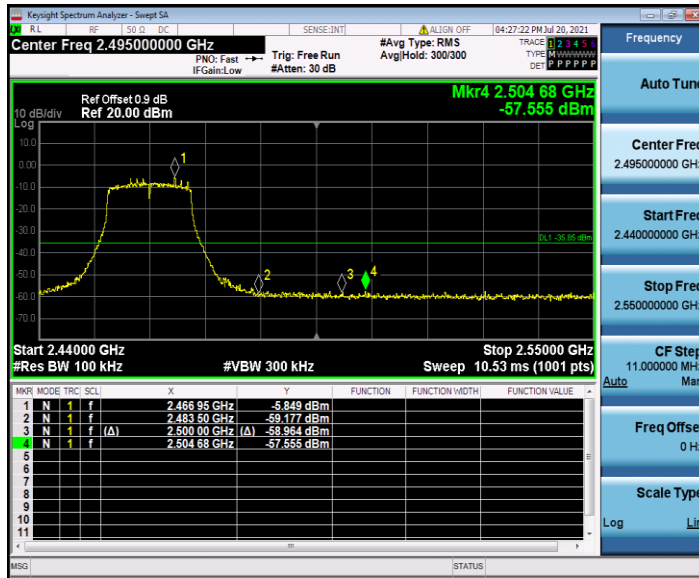 Keysight Spectrum Analyzer - Swept SA
LXI RL RF 50 Ω DC SENSE:INT ALIGN OFF 04:27:22 PM Jul 20, 2021
Center Freq 2.495000000 GHz
PNO: Fast
IFGain:Low
Trig: Free Run
#Atten: 30 dB
#Avg Type: RMS
Avg|Hold: 300/300
TRACE 1 2 3 4 5 6
TYPE M W W W W W
DET P P P P P P
Mkr4 2.504 68 GHz
-57.555 dBm
Ref Offset 0.9 dB
10 dB/div Ref 20.00 dBm
Log
10.0
0.00
-10.0
-20.0
-30.0
-40.0
-50.0
-60.0
-70.0
1
2
3
4
DL1 -35.85 dBm
Start 2.44000 GHz Stop 2.55000 GHz
#Res BW 100 kHz #VBW 300 kHz Sweep 10.53 ms (1001 pts)
MKR MODE TRC SCL X Y FUNCTION FUNCTION WIDTH FUNCTION VALUE
1 N 1 f 2.466 95 GHz -5.849 dBm
2 N 1 f 2.483 50 GHz -59.177 dBm
3 N 1 f (Δ) 2.500 00 GHz (Δ) -58.964 dBm
4 N 1 f 2.504 68 GHz -57.555 dBm
5
6
7
8
9
10
11
MSG STATUS
Frequency
Auto Tune
Center Freq
2.495000000 GHz
Start Freq
2.440000000 GHz
Stop Freq
2.550000000 GHz
CF Step
11.000000 MHz
Auto Man
Freq Offset
0 Hz
Scale Type
Log Lin